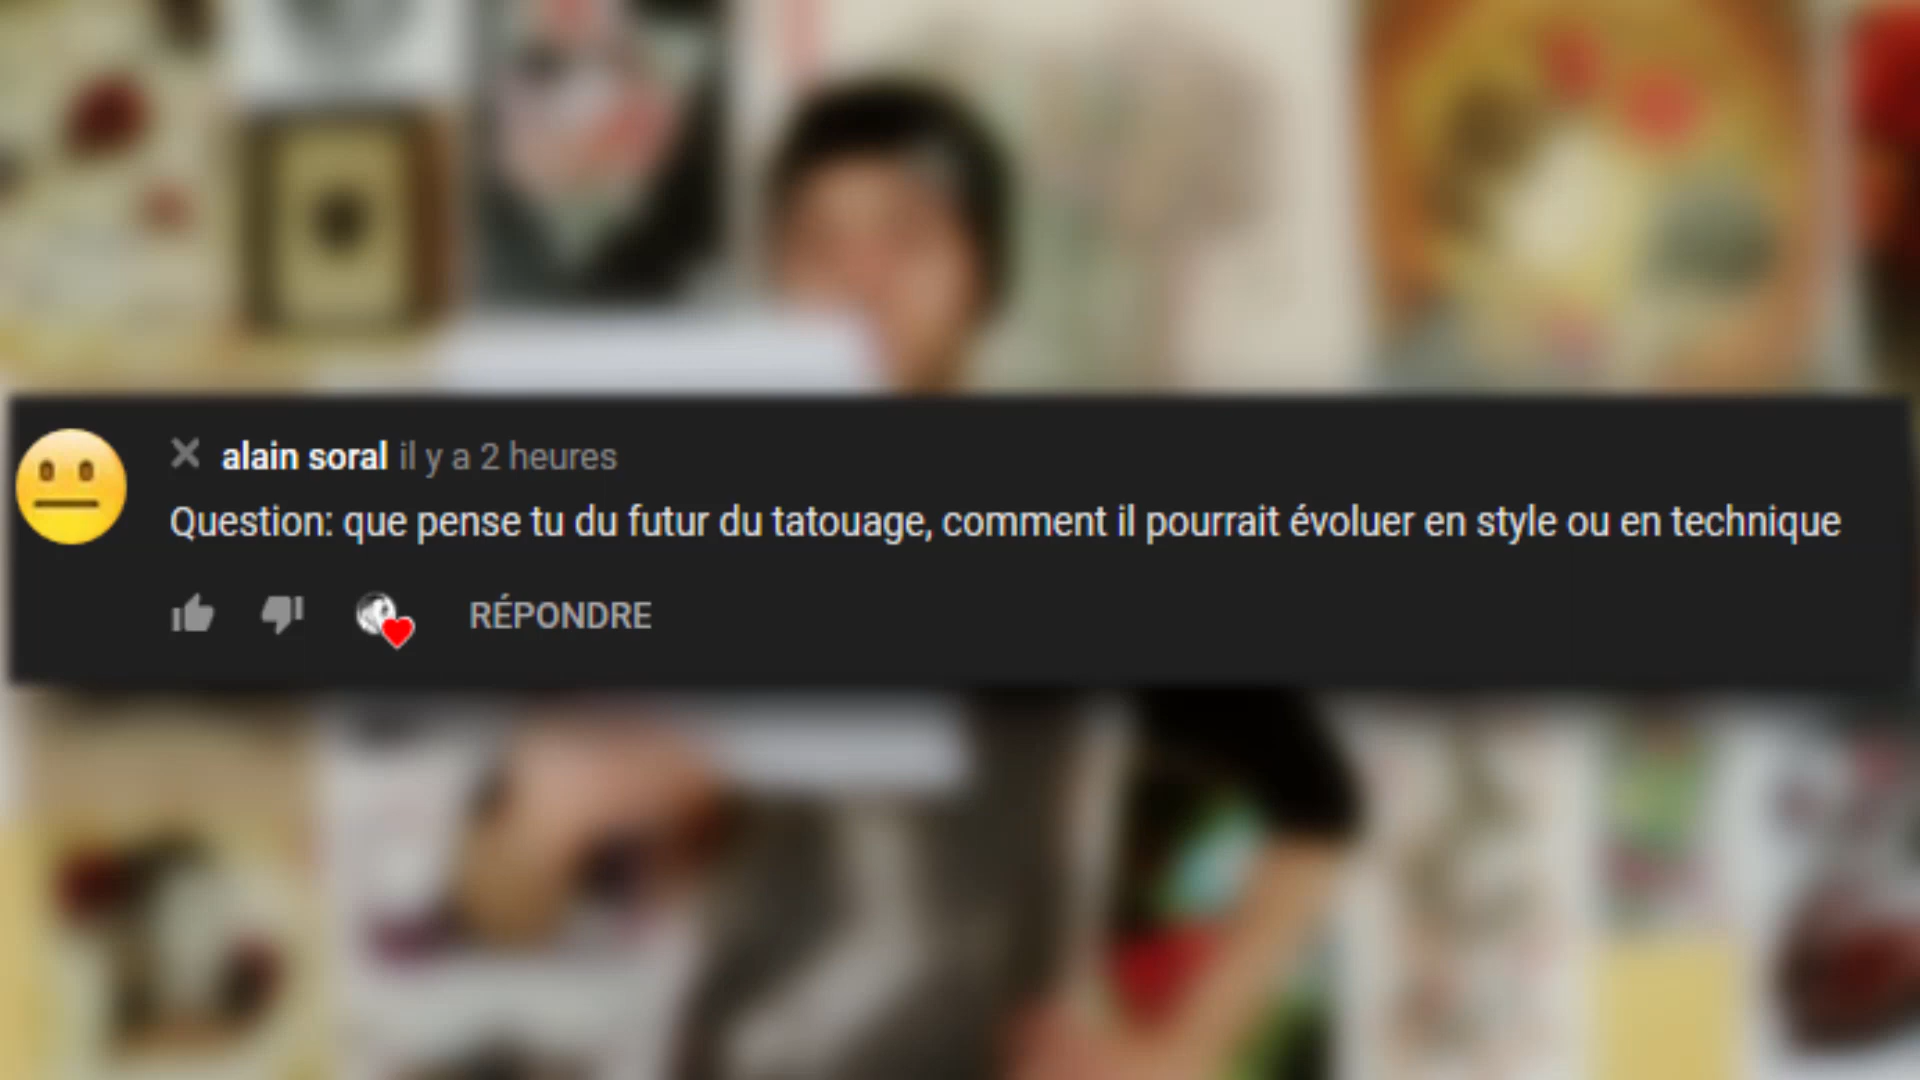 alain soral il y a 2 heures
Question: que pense tu du futur du tatouage, comment il pourrait évoluer en style ou en technique
RÉPONDRE